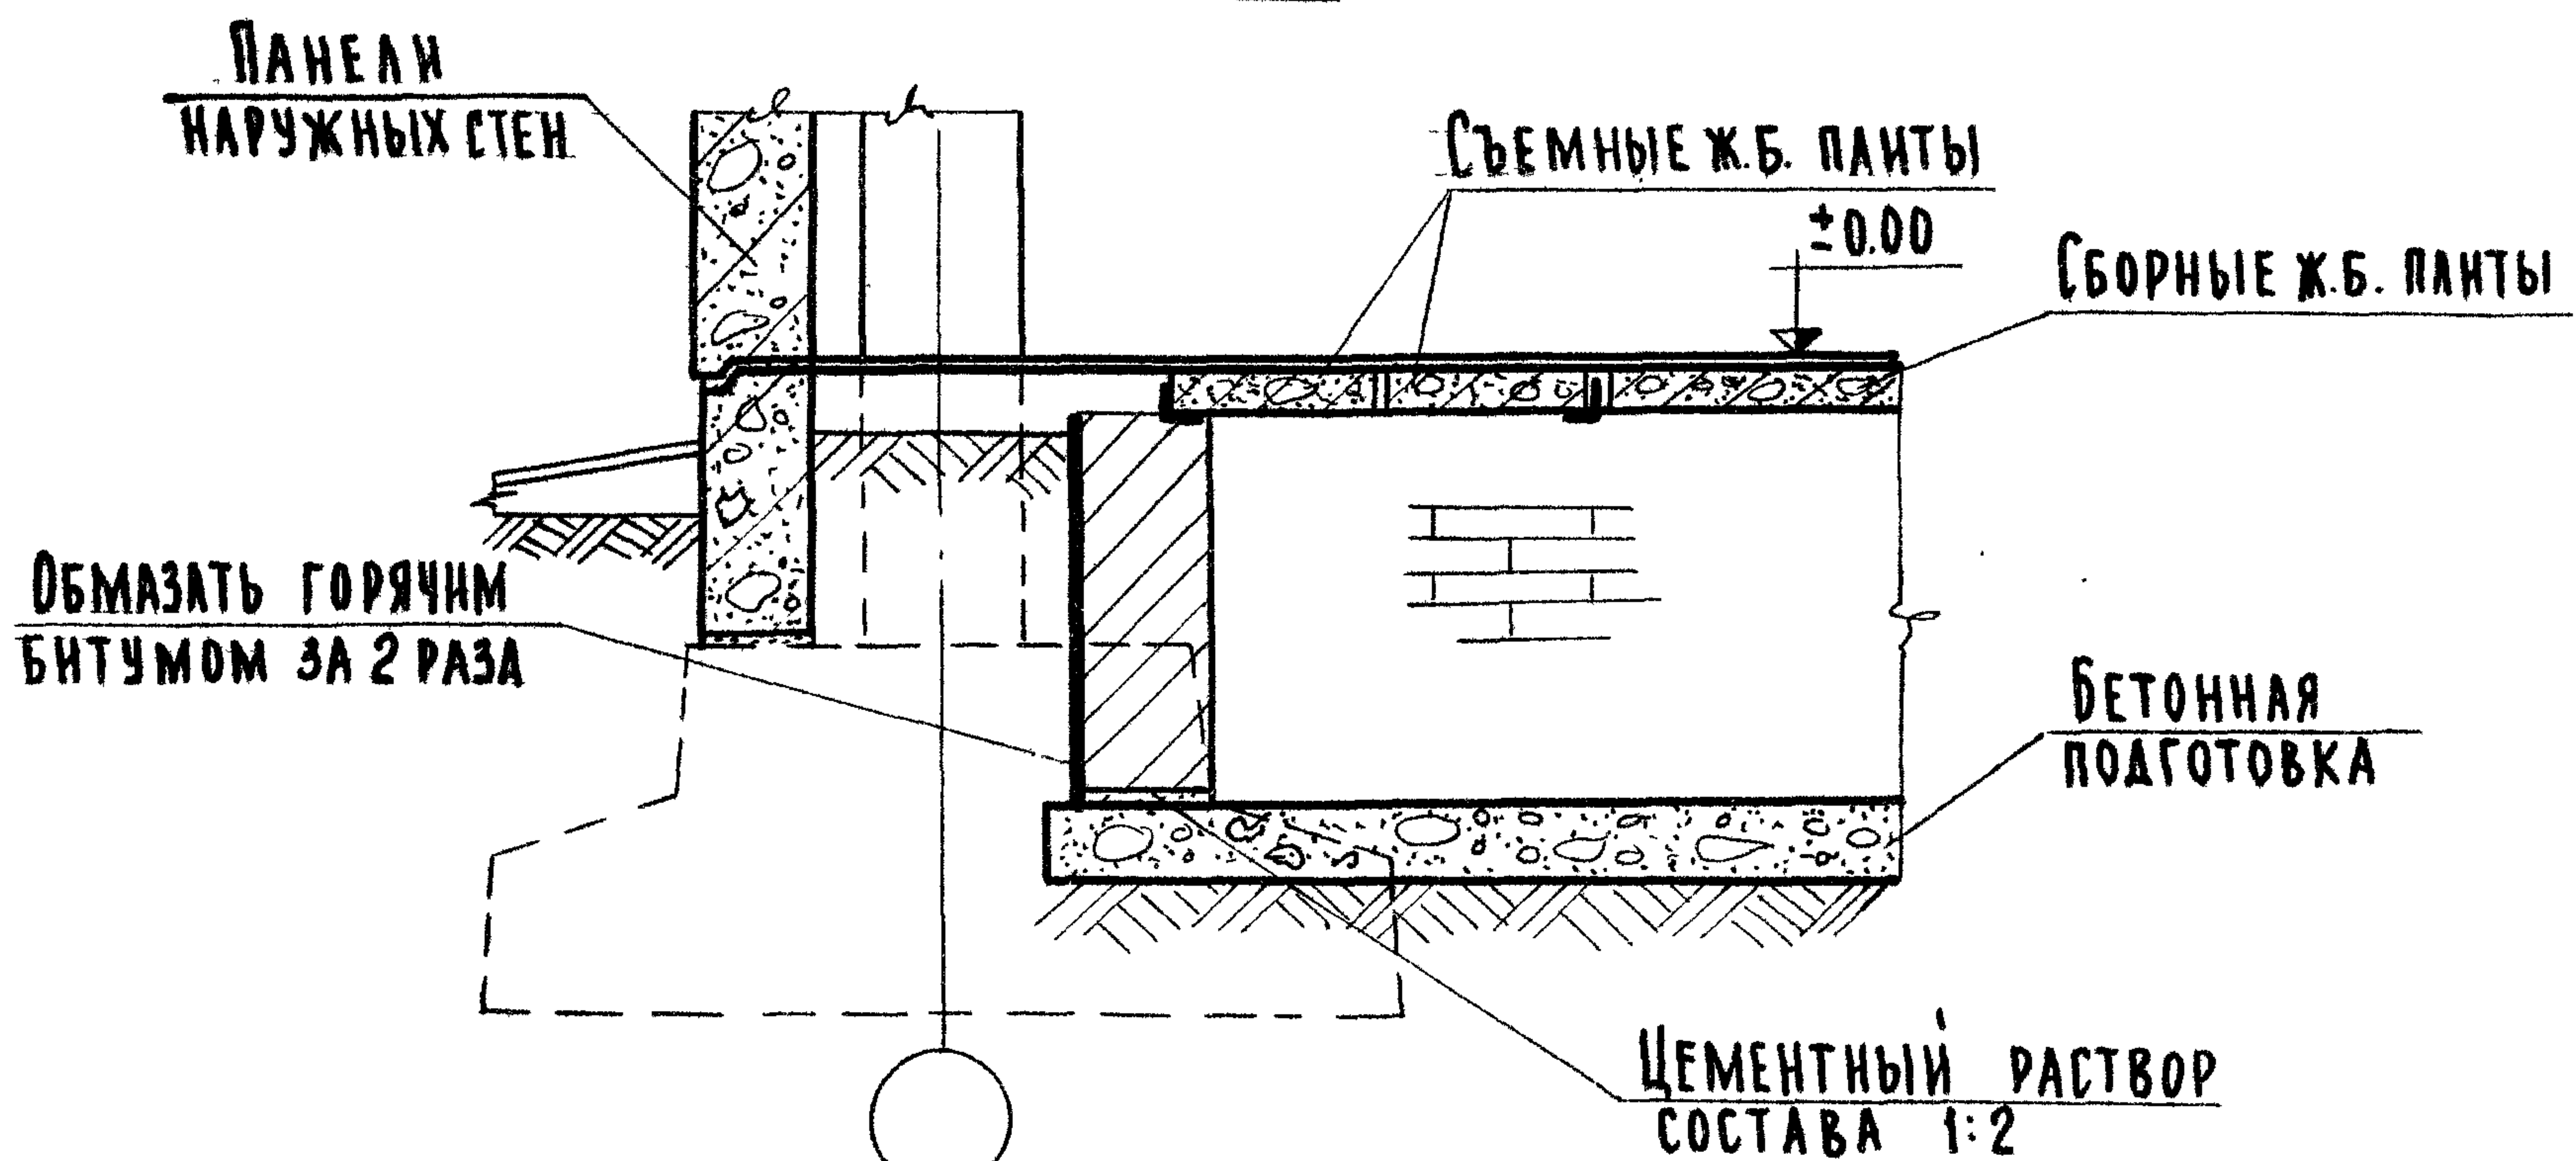 ПАНЕЛИ
НАРУЖНЫХ СТЕН
СЪЕМНЫЕ Ж.Б. ПЛИТЫ
±0.00
СБОРНЫЕ Ж.Б. ПЛИТЫ
ОБМАЗАТЬ ГОРЯЧИМ
БИТУМОМ ЗА 2 РАЗА
БЕТОННАЯ
ПОДГОТОВКА
ЦЕМЕНТНЫЙ РАСТВОР
СОСТАВА 1:2